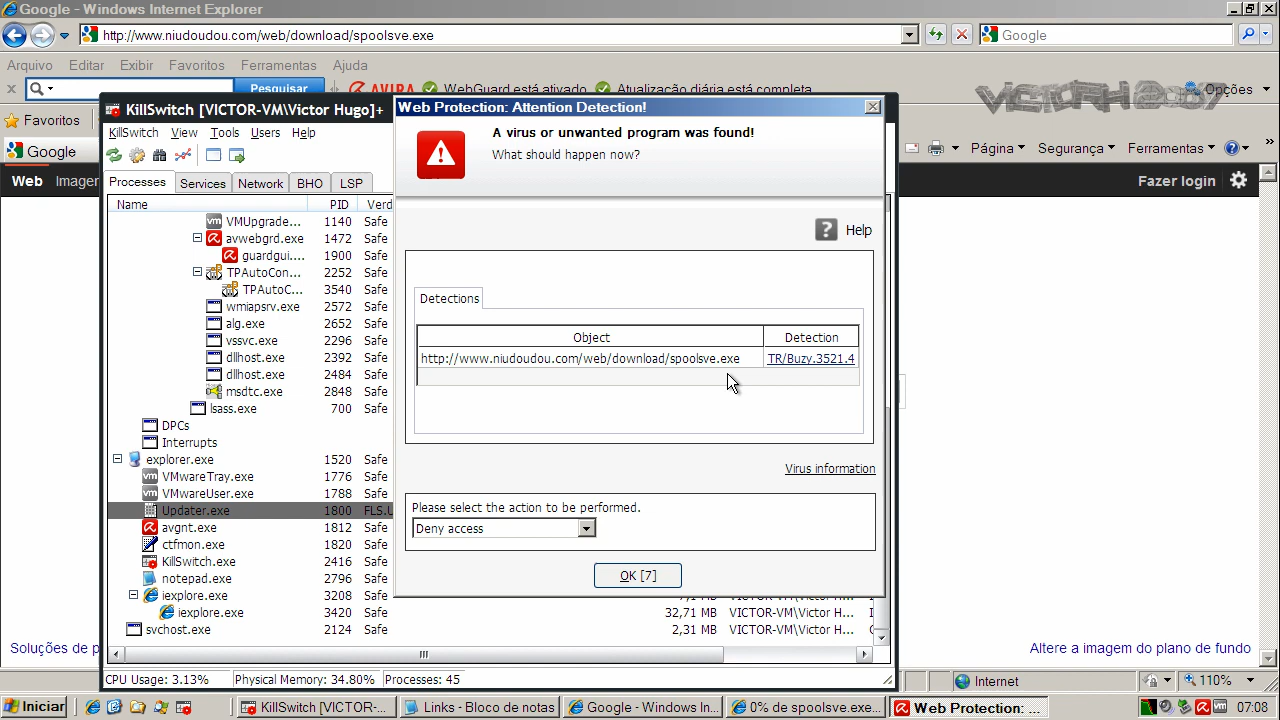 Google - Windows Internet Explorer
http://www.niudoudou.com/web/download/spoolsve.exe
Google
Arquivo Editar Exibir Favoritos Ferramentas Ajuda
Pesquisar
AVIRA
WebGuard está ativado
Atualização diária está completa
Opções
VICTORH 2007
Favoritos
Google
Página Segurança Ferramentas
Web Imagen
Fazer login
KillSwitch [VICTOR-VM\Victor Hugo]+
KillSwitch View Tools Users Help
Processes Services Network BHO LSP
Name PID Verd
VMUpgrade... 1140 Safe
avwebgrd.exe 1472 Safe
guardgui.... 1900 Safe
TPAutoCon... 2252 Safe
TPAutoC... 3540 Safe
wmiapsrv.exe 2572 Safe
alg.exe 2652 Safe
vssvc.exe 2296 Safe
dllhost.exe 2392 Safe
dllhost.exe 2484 Safe
msdtc.exe 2848 Safe
lsass.exe 700 Safe
DPCs
Interrupts
explorer.exe 1520 Safe
VMwareTray.exe 1776 Safe
VMwareUser.exe 1788 Safe
Updater.exe 1800 FLS.U
avgnt.exe 1812 Safe
ctfmon.exe 1820 Safe
KillSwitch.exe 2416 Safe
notepad.exe 2796 Safe
iexplore.exe 3208 Safe 7,1 MB VICTOR-VM\Victor H...
iexplore.exe 3420 Safe 32,71 MB VICTOR-VM\Victor H...
svchost.exe 2124 Safe 2,31 MB VICTOR-VM\Victor H...
CPU Usage: 3.13% Physical Memory: 34.80% Processes: 45
Web Protection: Attention Detection!
A virus or unwanted program was found!
What should happen now?
Help
Detections
Object Detection
http://www.niudoudou.com/web/download/spoolsve.exe TR/Buzy.3521.4
Virus information
Please select the action to be performed.
Deny access
OK [7]
Soluções de p
Altere a imagem do plano de fundo
Internet
110%
Iniciar
KillSwitch [VICTOR-...
Links - Bloco de notas
Google - Windows Int...
0% de spoolsve.exe...
Web Protection: ...
07:08